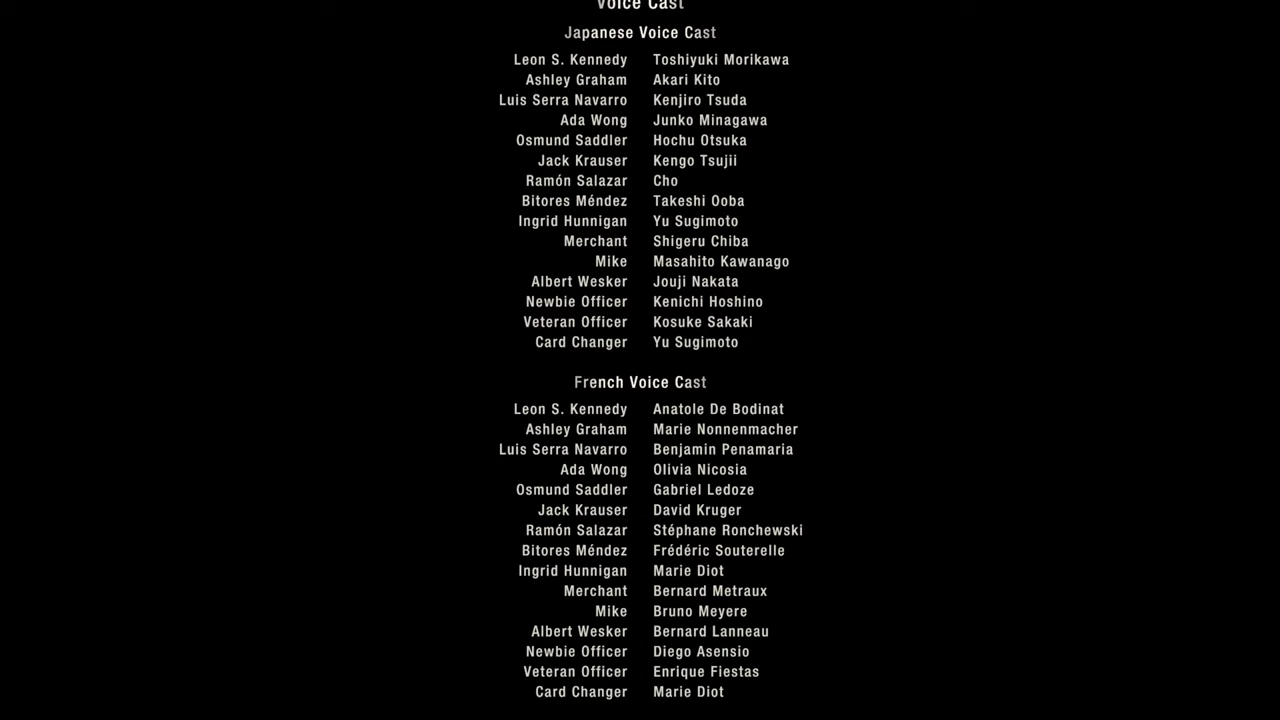 Voice Cast
Japanese Voice Cast
Leon S. Kennedy Toshiyuki Morikawa
Ashley Graham Akari Kito
Luis Serra Navarro Kenjiro Tsuda
Ada Wong Junko Minagawa
Osmund Saddler Hochu Otsuka
Jack Krauser Kengo Tsujii
Ramón Salazar Cho
Bitores Méndez Takeshi Ooba
Ingrid Hunnigan Yu Sugimoto
Merchant Shigeru Chiba
Mike Masahito Kawanago
Albert Wesker Jouji Nakata
Newbie Officer Kenichi Hoshino
Veteran Officer Kosuke Sakaki
Card Changer Yu Sugimoto
French Voice Cast
Leon S. Kennedy Anatole De Bodinat
Ashley Graham Marie Nonnenmacher
Luis Serra Navarro Benjamin Penamaria
Ada Wong Olivia Nicosia
Osmund Saddler Gabriel Ledoze
Jack Krauser David Kruger
Ramón Salazar Stéphane Ronchewski
Bitores Méndez Frédéric Souterelle
Ingrid Hunnigan Marie Diot
Merchant Bernard Metraux
Mike Bruno Meyere
Albert Wesker Bernard Lanneau
Newbie Officer Diego Asensio
Veteran Officer Enrique Fiestas
Card Changer Marie Diot